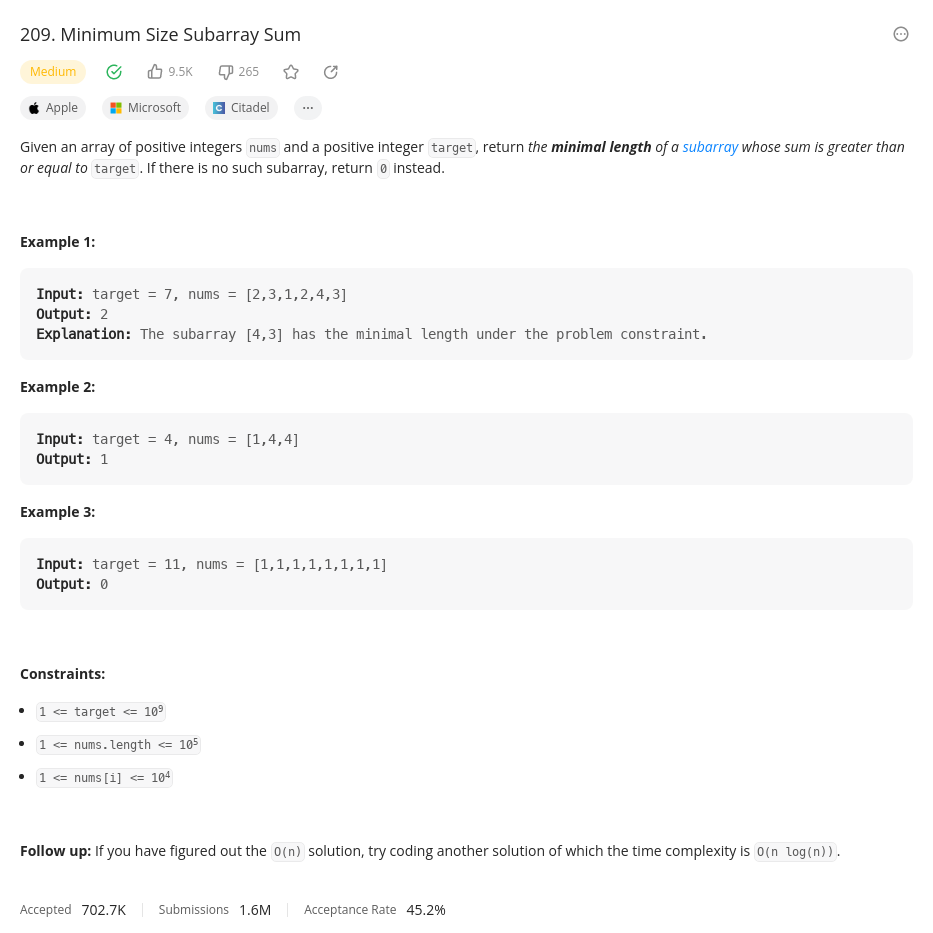 209. Minimum Size Subarray Sum
Medium 9.5K 265
Apple Microsoft C Citadel ...
Given an array of positive integers nums and a positive integer target, return the minimal length of a subarray whose sum is greater than
or equal to target. If there is no such subarray, return 0 instead.
Example 1:
Input: target = 7, nums = [2,3,1,2,4,3]
Output: 2
Explanation: The subarray [4,3] has the minimal length under the problem constraint.
Example 2:
Input: target = 4, nums = [1,4,4]
Output: 1
Example 3:
Input: target = 11, nums = [1,1,1,1,1,1,1,1]
Output: 0
Constraints:
• 1 <= target <= 10⁹
• 1 <= nums.length <= 10⁵
• 1 <= nums[i] <= 10⁴
Follow up: If you have figured out the O(n) solution, try coding another solution of which the time complexity is O(n log(n)).
Accepted 702.7K Submissions 1.6M Acceptance Rate 45.2%